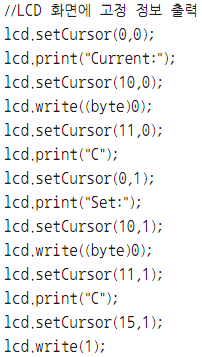 //LCD 화면에 고정 정보 출력
lcd.setCursor(0,0);
lcd.print("Current:");
lcd.setCursor(10,0);
lcd.write((byte)0);
lcd.setCursor(11,0);
lcd.print("C");
lcd.setCursor(0,1);
lcd.print("Set:");
lcd.setCursor(10,1);
lcd.write((byte)0);
lcd.setCursor(11,1);
lcd.print("C");
lcd.setCursor(15,1);
lcd.write(1);